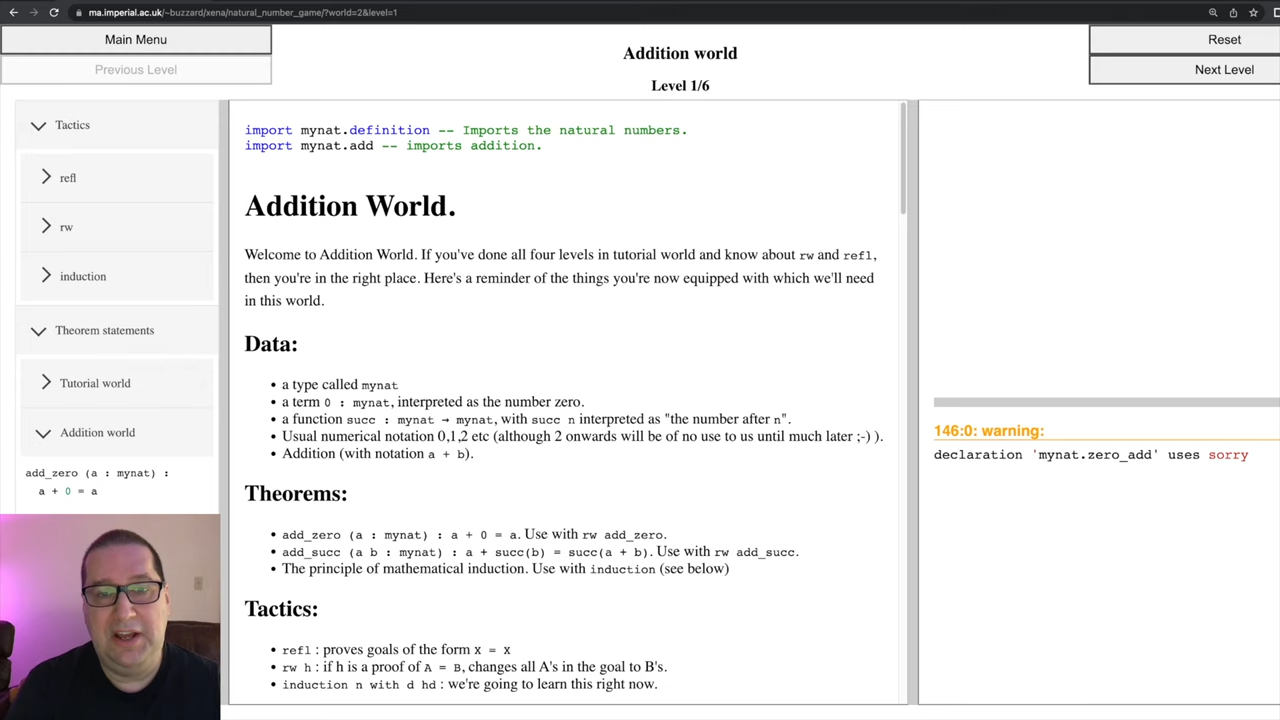 ma.imperial.ac.uk/~buzzard/xena/natural_number_game/?world=2&level=1
Main Menu
Previous Level
Addition world
Level 1/6
Reset
Next Level
Tactics
refl
rw
induction
Theorem statements
Tutorial world
Addition world
add_zero (a : mynat) :
a + 0 = a
import mynat.definition -- Imports the natural numbers.
import mynat.add -- imports addition.
Addition World.
Welcome to Addition World. If you've done all four levels in tutorial world and know about rw and refl,
then you're in the right place. Here's a reminder of the things you're now equipped with which we'll need
in this world.
Data:
• a type called mynat
• a term 0 : mynat, interpreted as the number zero.
• a function succ : mynat → mynat, with succ n interpreted as "the number after n".
• Usual numerical notation 0,1,2 etc (although 2 onwards will be of no use to us until much later ;-) ).
• Addition (with notation a + b).
Theorems:
• add_zero (a : mynat) : a + 0 = a. Use with rw add_zero.
• add_succ (a b : mynat) : a + succ(b) = succ(a + b). Use with rw add_succ.
• The principle of mathematical induction. Use with induction (see below)
Tactics:
• refl : proves goals of the form X = X
• rw h : if h is a proof of A = B, changes all A's in the goal to B's.
• induction n with d hd : we're going to learn this right now.
146:0: warning:
declaration 'mynat.zero_add' uses sorry